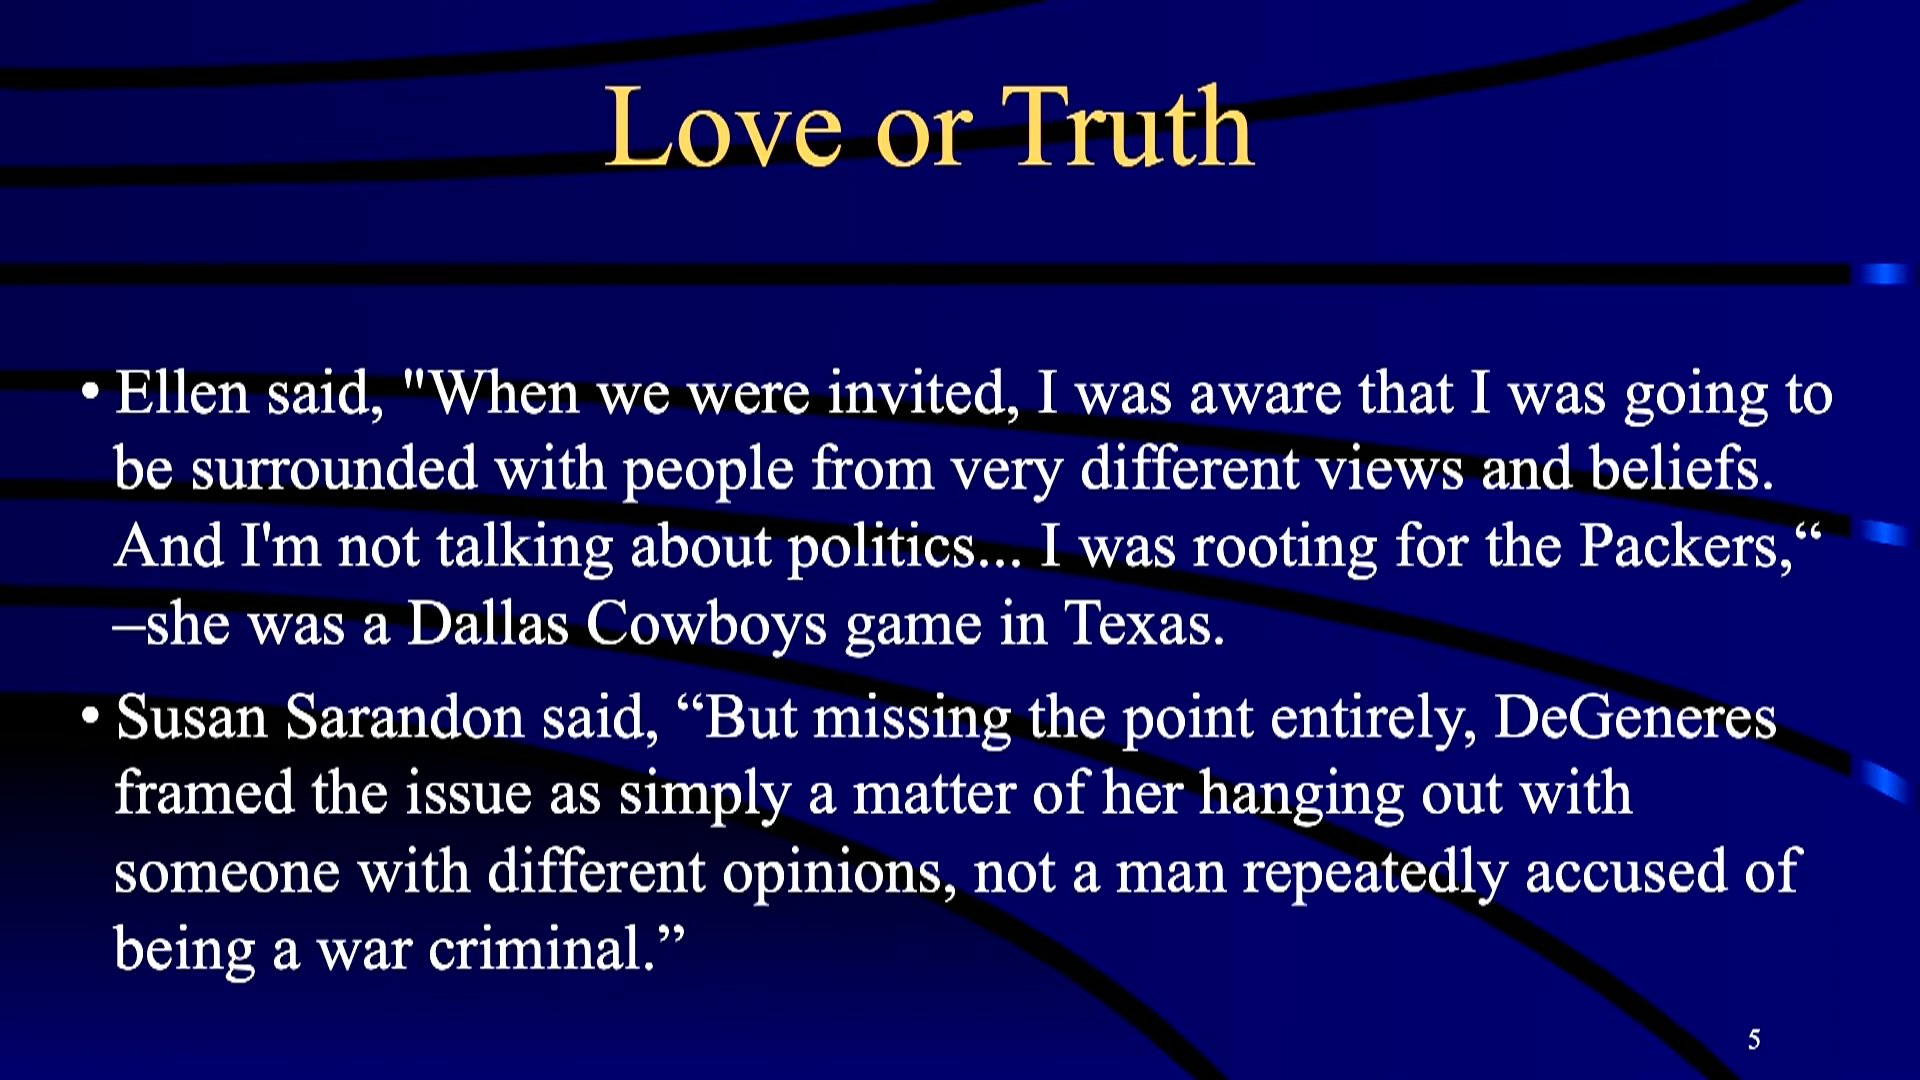 Love or Truth
• Ellen said, "When we were invited, I was aware that I was going to
be surrounded with people from very different views and beliefs.
And I'm not talking about politics... I was rooting for the Packers,“
–she was a Dallas Cowboys game in Texas.
• Susan Sarandon said, “But missing the point entirely, DeGeneres
framed the issue as simply a matter of her hanging out with
someone with different opinions, not a man repeatedly accused of
being a war criminal.”
5